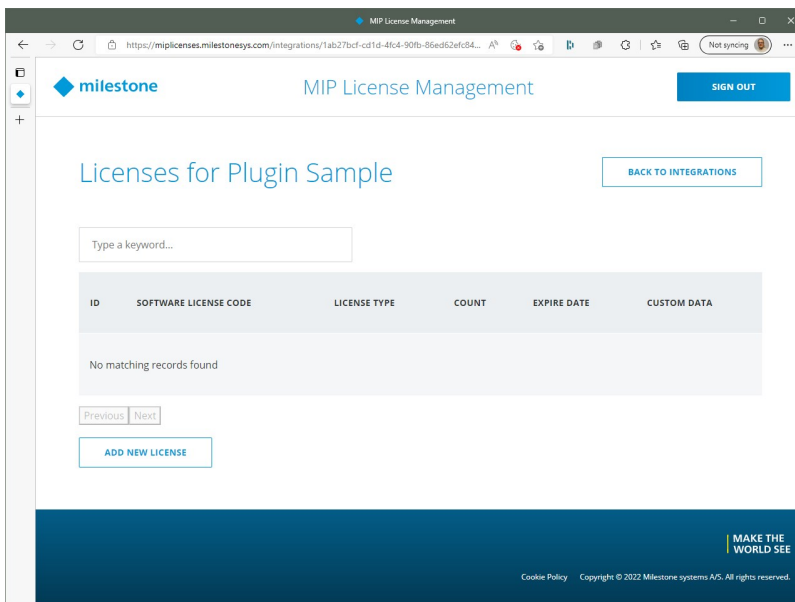 MIP License Management
https://miplicenses.milestonesys.com/integrations/1ab27bcf-cd1d-4fc4-90fb-86ed62efc84...
Not syncing
milestone
MIP License Management
SIGN OUT
Licenses for Plugin Sample
BACK TO INTEGRATIONS
Type a keyword...
ID SOFTWARE LICENSE CODE LICENSE TYPE COUNT EXPIRE DATE CUSTOM DATA
No matching records found
Previous Next
ADD NEW LICENSE
MAKE THE
WORLD SEE
Cookie Policy Copyright © 2022 Milestone systems A/S. All rights reserved.